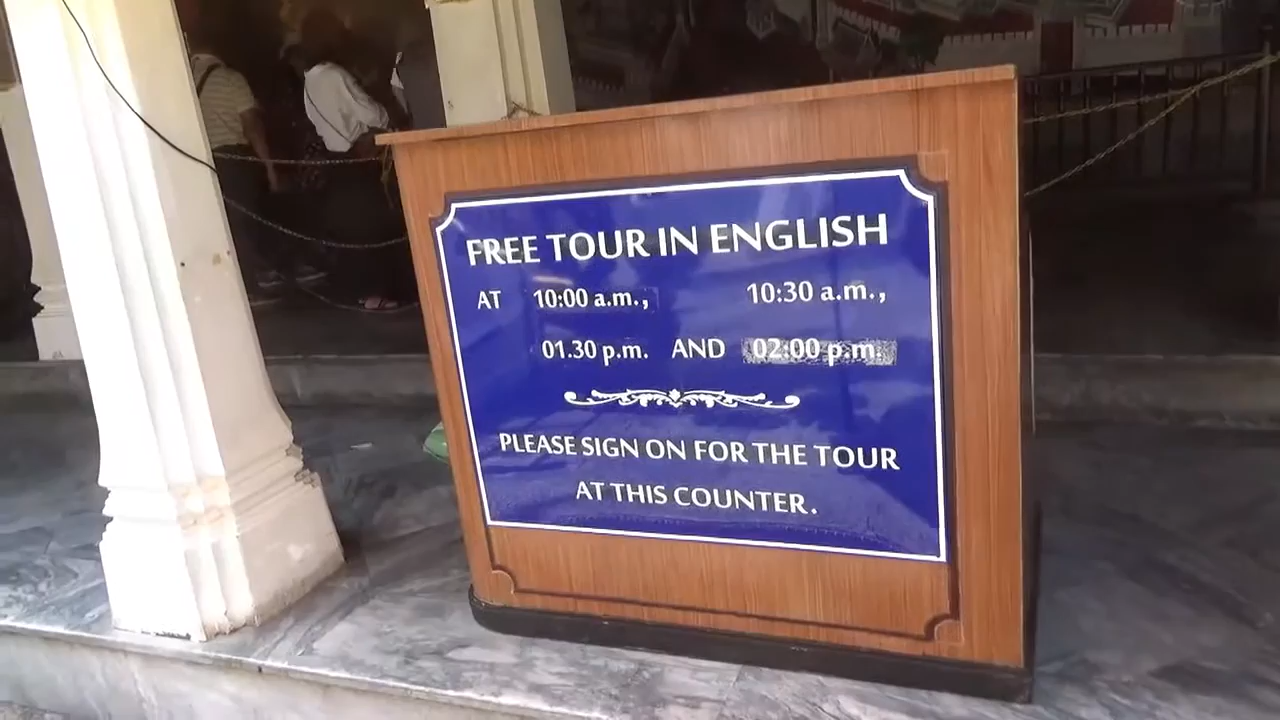 FREE TOUR IN ENGLISH
AT 10:00 a.m., 10:30 a.m.,
01.30 p.m. AND 02:00 p.m.
PLEASE SIGN ON FOR THE TOUR
AT THIS COUNTER.